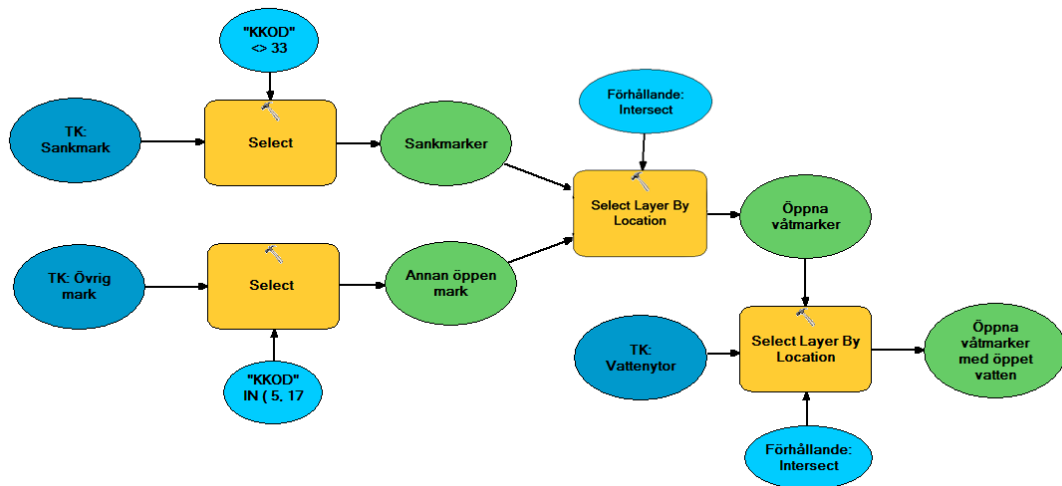 "KKOD"
<> 33
TK:
Sankmark
Select
Sankmarker
Förhållande:
Intersect
Select Layer By
Location
Öppna
våtmarker
TK: Övrig
mark
Select
Annan öppen
mark
"KKOD"
IN ( 5, 17
TK:
Vattenytor
Select Layer By
Location
Öppna
våtmarker
med öppet
vatten
Förhållande:
Intersect